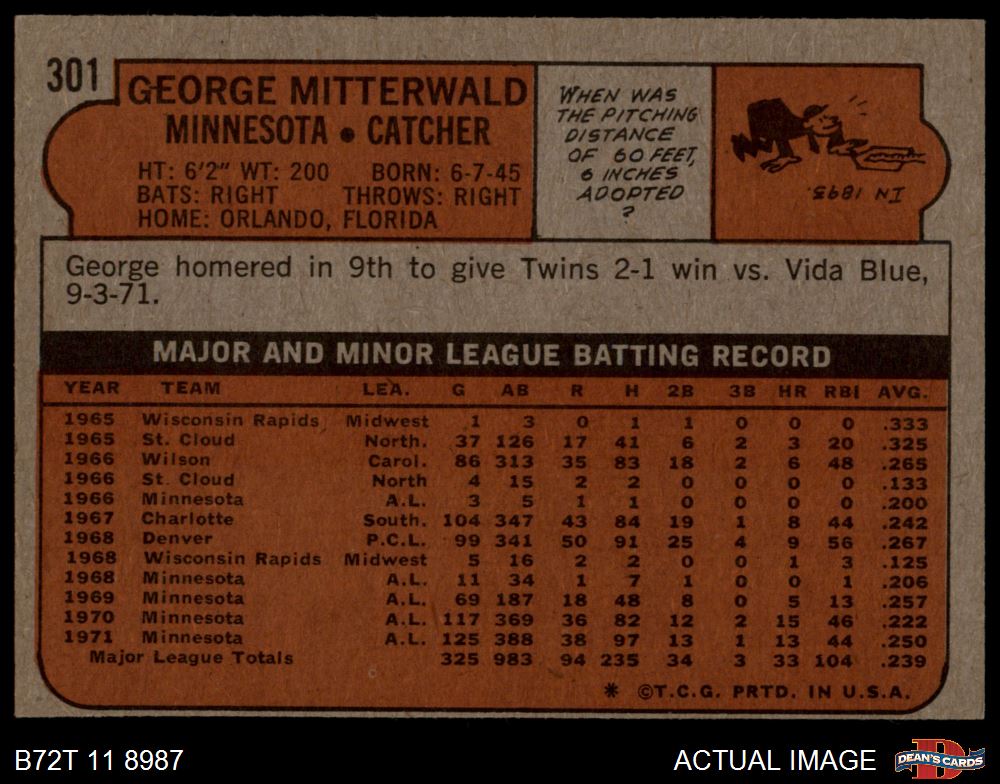 301
GEORGE MITTERWALD
MINNESOTA • CATCHER
HT: 6'2" WT: 200 BORN: 6-7-45
BATS: RIGHT THROWS: RIGHT
HOME: ORLANDO, FLORIDA
WHEN WAS
THE PITCHING
DISTANCE
OF 60 FEET,
6 INCHES
ADOPTED
?
IN 1893.
George homered in 9th to give Twins 2-1 win vs. Vida Blue,
9-3-71.
MAJOR AND MINOR LEAGUE BATTING RECORD
YEAR TEAM LEA. G AB R H 2B 3B HR RBI AVG.
1965 Wisconsin Rapids Midwest 1 3 0 1 1 0 0 0 .333
1965 St. Cloud North. 37 126 17 41 6 2 3 20 .325
1966 Wilson Carol. 86 313 35 83 18 2 6 48 .265
1966 St. Cloud North 4 15 2 2 0 0 0 0 .133
1966 Minnesota A.L. 3 5 1 1 0 0 0 0 .200
1967 Charlotte South. 104 347 43 84 19 1 8 44 .242
1968 Denver P.C.L. 99 341 50 91 25 4 9 56 .267
1968 Wisconsin Rapids Midwest 5 16 2 2 0 0 1 3 .125
1968 Minnesota A.L. 11 34 1 7 1 0 0 1 .206
1969 Minnesota A.L. 69 187 18 48 8 0 5 13 .257
1970 Minnesota A.L. 117 369 36 82 12 2 15 46 .222
1971 Minnesota A.L. 125 388 38 97 13 1 13 44 .250
Major League Totals 325 983 94 235 34 3 33 104 .239
* ©T.C.G. PRTD. IN U.S.A.
B72T 11 8987
ACTUAL IMAGE
D
DEAN'S CARDS